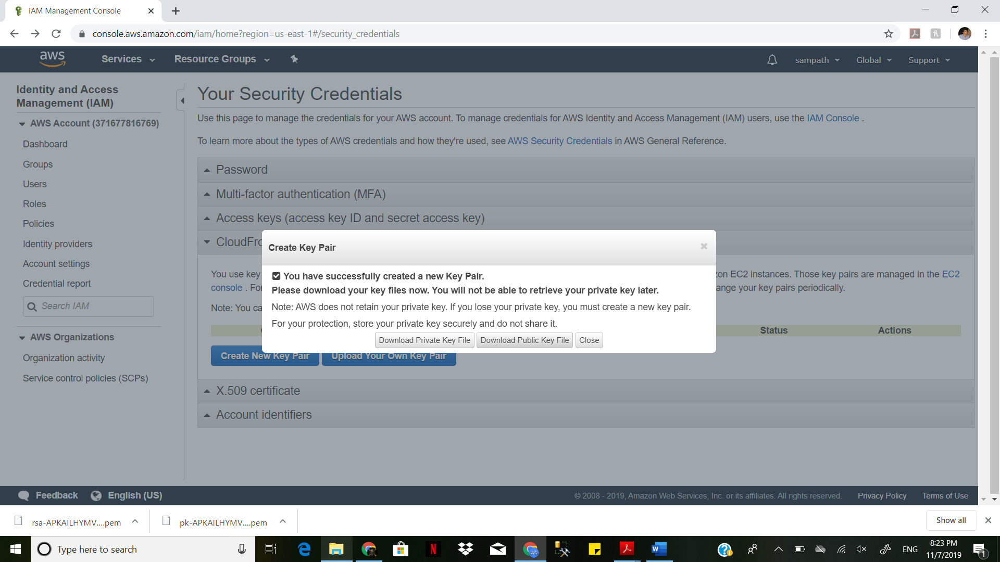 IAM Management Console
console.aws.amazon.com/iam/home?region=us-east-1#/security_credentials
aws
Services
Resource Groups
sampath
Global
Support
Identity and Access
Management (IAM)
AWS Account (371677816769)
Dashboard
Groups
Users
Roles
Policies
Identity providers
Account settings
Credential report
Search IAM
AWS Organizations
Organization activity
Service control policies (SCPs)
Your Security Credentials
Use this page to manage the credentials for your AWS account. To manage credentials for AWS Identity and Access Management (IAM) users, use the IAM Console .
To learn more about the types of AWS credentials and how they're used, see AWS Security Credentials in AWS General Reference.
Password
Multi-factor authentication (MFA)
Access keys (access key ID and secret access key)
CloudFro
You use key
console . Fo
Note: You ca
on EC2 instances. Those key pairs are managed in the EC2
ange your key pairs periodically.
Status
Actions
Create Key Pair
You have successfully created a new Key Pair.
Please download your key files now. You will not be able to retrieve your private key later.
Note: AWS does not retain your private key. If you lose your private key, you must create a new key pair.
For your protection, store your private key securely and do not share it.
Download Private Key File
Download Public Key File
Close
Create New Key Pair
Upload Your Own Key Pair
X.509 certificate
Account identifiers
Feedback
English (US)
© 2008 - 2019, Amazon Web Services, Inc. or its affiliates. All rights reserved.
Privacy Policy
Terms of Use
rsa-APKAILHYMV....pem
pk-APKAILHYMV....pem
Show all
Type here to search
ENG
8:23 PM
11/7/2019
1